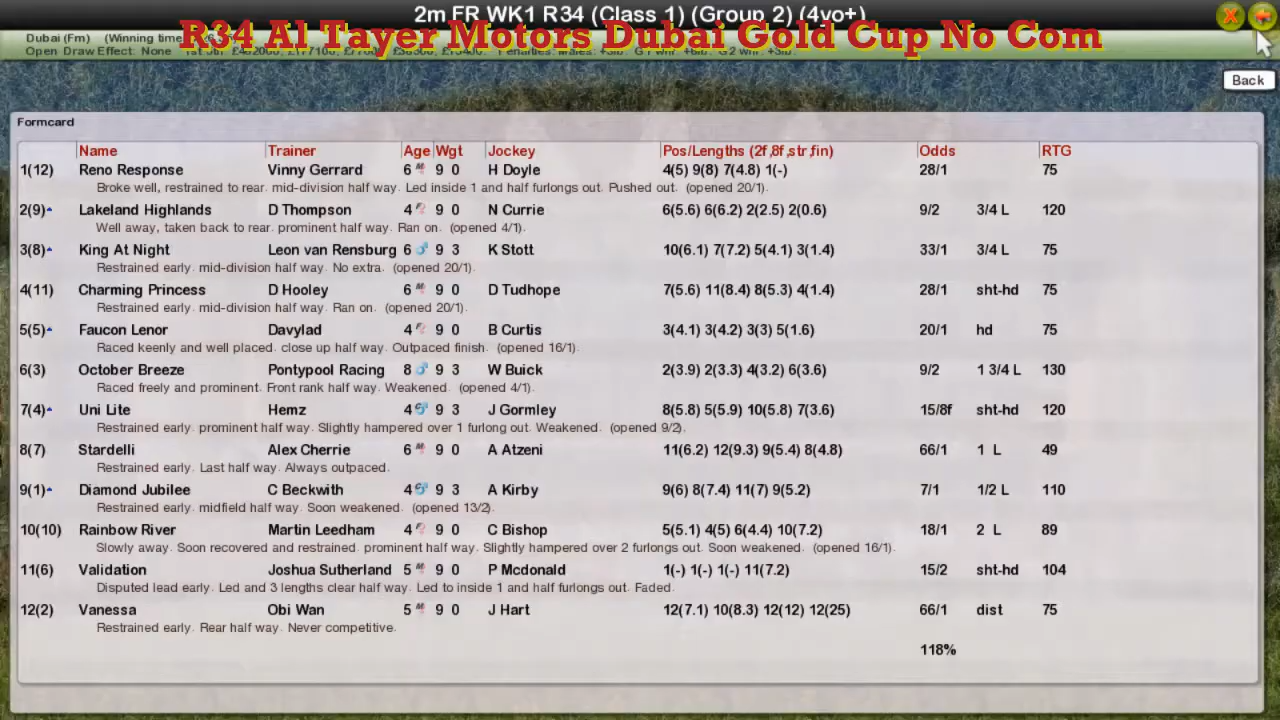 2m FR WK1 R34 (Class 1) (Group 2) (4yo+)
R34 Al Tayer Motors Dubai Gold Cup No Com
Dubai (Fm) (Winning time
Open Draw Effect: None
Back
Formcard
Name Trainer Age Wgt Jockey Pos/Lengths (2f,8f,str,fin) Odds RTG
1(12) Reno Response Vinny Gerrard 6 9 0 H Doyle 4(5) 9(8) 7(4.8) 1(-) 28/1 75
Broke well, restrained to rear. mid-division half way. Led inside 1 and half furlongs out. Pushed out. (opened 20/1).
2(9) Lakeland Highlands D Thompson 4 9 0 N Currie 6(5.6) 6(6.2) 2(2.5) 2(0.6) 9/2 3/4 L 120
Well away, taken back to rear. prominent half way. Ran on. (opened 4/1).
3(8) King At Night Leon van Rensburg 6 9 3 K Stott 10(6.1) 7(7.2) 5(4.1) 3(1.4) 33/1 3/4 L 75
Restrained early. mid-division half way. No extra. (opened 20/1).
4(11) Charming Princess D Hooley 6 9 0 D Tudhope 7(5.6) 11(8.4) 8(5.3) 4(1.4) 28/1 sht-hd 75
Restrained early. mid-division half way. Ran on. (opened 20/1).
5(5) Faucon Lenor Davylad 4 9 0 B Curtis 3(4.1) 3(4.2) 3(3) 5(1.6) 20/1 hd 75
Raced keenly and well placed. close up half way. Outpaced finish. (opened 16/1).
6(3) October Breeze Pontypool Racing 8 9 3 W Buick 2(3.9) 2(3.3) 4(3.2) 6(3.6) 9/2 1 3/4 L 130
Raced freely and prominent. Front rank half way. Weakened. (opened 4/1).
7(4) Uni Lite Hemz 4 9 3 J Gormley 8(5.8) 5(5.9) 10(5.8) 7(3.6) 15/8f sht-hd 120
Restrained early. prominent half way. Slightly hampered over 1 furlong out. Weakened. (opened 9/2).
8(7) Stardelli Alex Cherrie 6 9 0 A Atzeni 11(6.2) 12(9.3) 9(5.4) 8(4.8) 66/1 1 L 49
Restrained early. Last half way. Always outpaced.
9(1) Diamond Jubilee C Beckwith 4 9 3 A Kirby 9(6) 8(7.4) 11(7) 9(5.2) 7/1 1/2 L 110
Restrained early. midfield half way. Soon weakened. (opened 13/2).
10(10) Rainbow River Martin Leedham 4 9 0 C Bishop 5(5.1) 4(5) 6(4.4) 10(7.2) 18/1 2 L 89
Slowly away. Soon recovered and restrained. prominent half way. Slightly hampered over 2 furlongs out. Soon weakened. (opened 16/1).
11(6) Validation Joshua Sutherland 5 9 0 P Mcdonald 1(-) 1(-) 1(-) 11(7.2) 15/2 sht-hd 104
Disputed lead early. Led and 3 lengths clear half way. Led to inside 1 and half furlongs out. Faded.
12(2) Vanessa Obi Wan 5 9 0 J Hart 12(7.1) 10(8.3) 12(12) 12(25) 66/1 dist 75
Restrained early. Rear half way. Never competitive.
118%